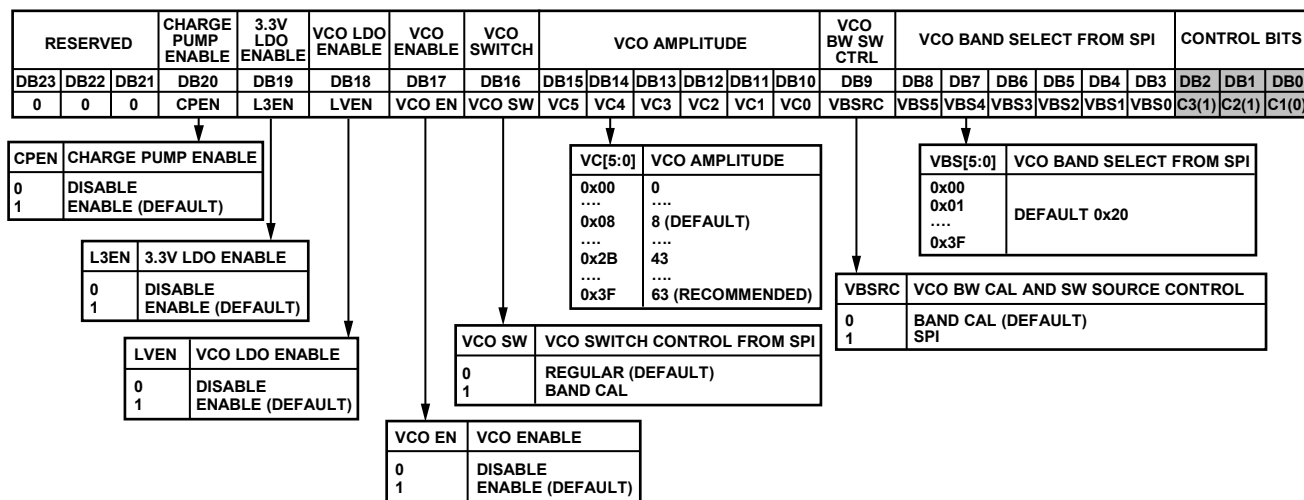 RESERVED CHARGE PUMP ENABLE 3.3V LDO ENABLE VCO LDO ENABLE VCO ENABLE VCO SWITCH VCO AMPLITUDE VCO BW SW CTRL VCO BAND SELECT FROM SPI CONTROL BITS
DB23 DB22 DB21 DB20 DB19 DB18 DB17 DB16 DB15 DB14 DB13 DB12 DB11 DB10 DB9 DB8 DB7 DB6 DB5 DB4 DB3 DB2 DB1 DB0
0 0 0 CPEN L3EN LVEN VCO EN VCO SW VC5 VC4 VC3 VC2 VC1 VC0 VBSRC VBS5 VBS4 VBS3 VBS2 VBS1 VBS0 C3(1) C2(1) C1(0)
CPEN CHARGE PUMP ENABLE
0 DISABLE
1 ENABLE (DEFAULT)
L3EN 3.3V LDO ENABLE
0 DISABLE
1 ENABLE (DEFAULT)
LVEN VCO LDO ENABLE
0 DISABLE
1 ENABLE (DEFAULT)
VCO EN VCO ENABLE
0 DISABLE
1 ENABLE (DEFAULT)
VCO SW VCO SWITCH CONTROL FROM SPI
0 REGULAR (DEFAULT)
1 BAND CAL
VC[5:0] VCO AMPLITUDE
0x00 0
.... ....
0x08 8 (DEFAULT)
.... ....
0x2B 43
.... ....
0x3F 63 (RECOMMENDED)
VBSRC VCO BW CAL AND SW SOURCE CONTROL
0 BAND CAL (DEFAULT)
1 SPI
VBS[5:0] VCO BAND SELECT FROM SPI
0x00
0x01
DEFAULT 0x20
....
0x3F